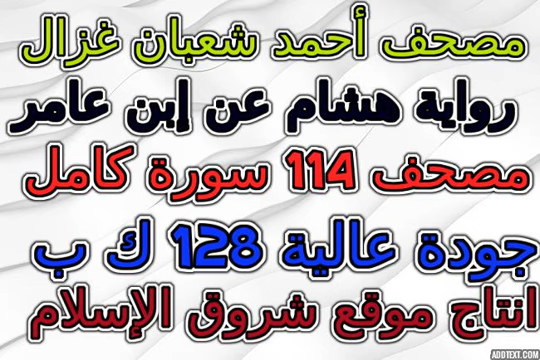 مصحف أحمد شعبان غزال
رواية هشام عن إبن عامر
مصحف 114 سورة كامل
جودة عالية 128 ك ب
انتاج موقع شروق الإسلام
ADDTEXT.COM